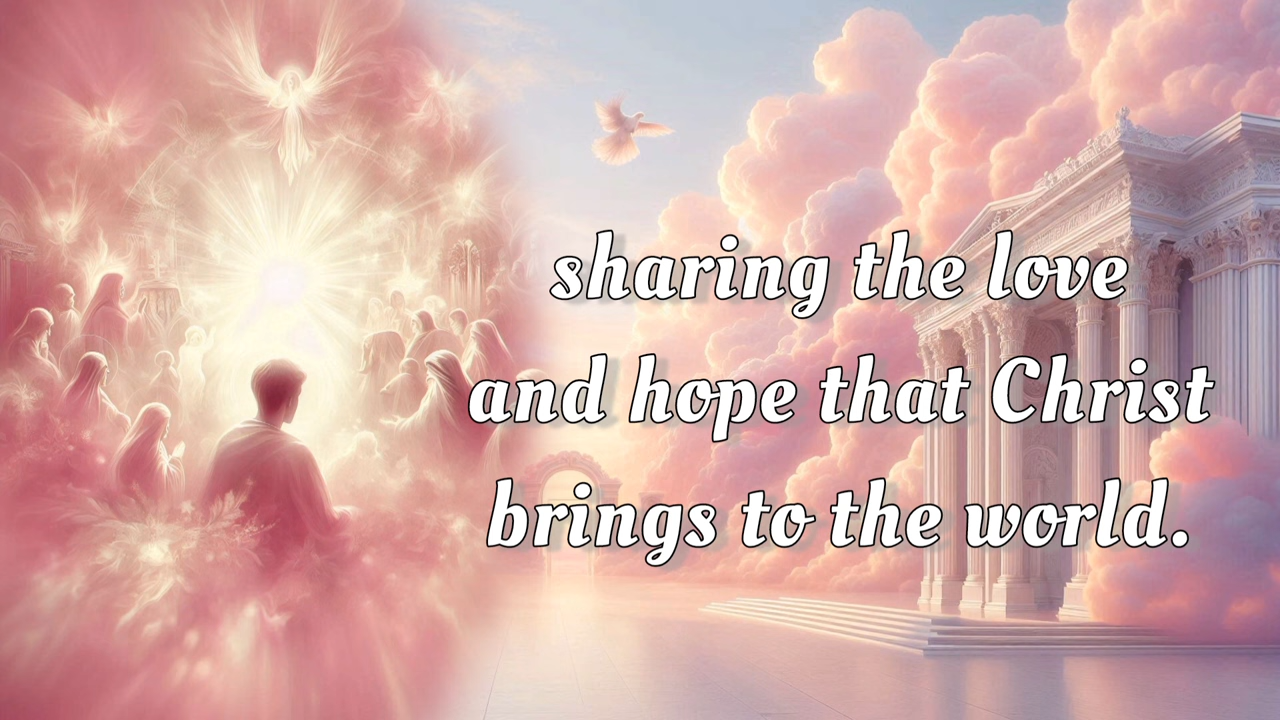 sharing the love
and hope that Christ
brings to the world.